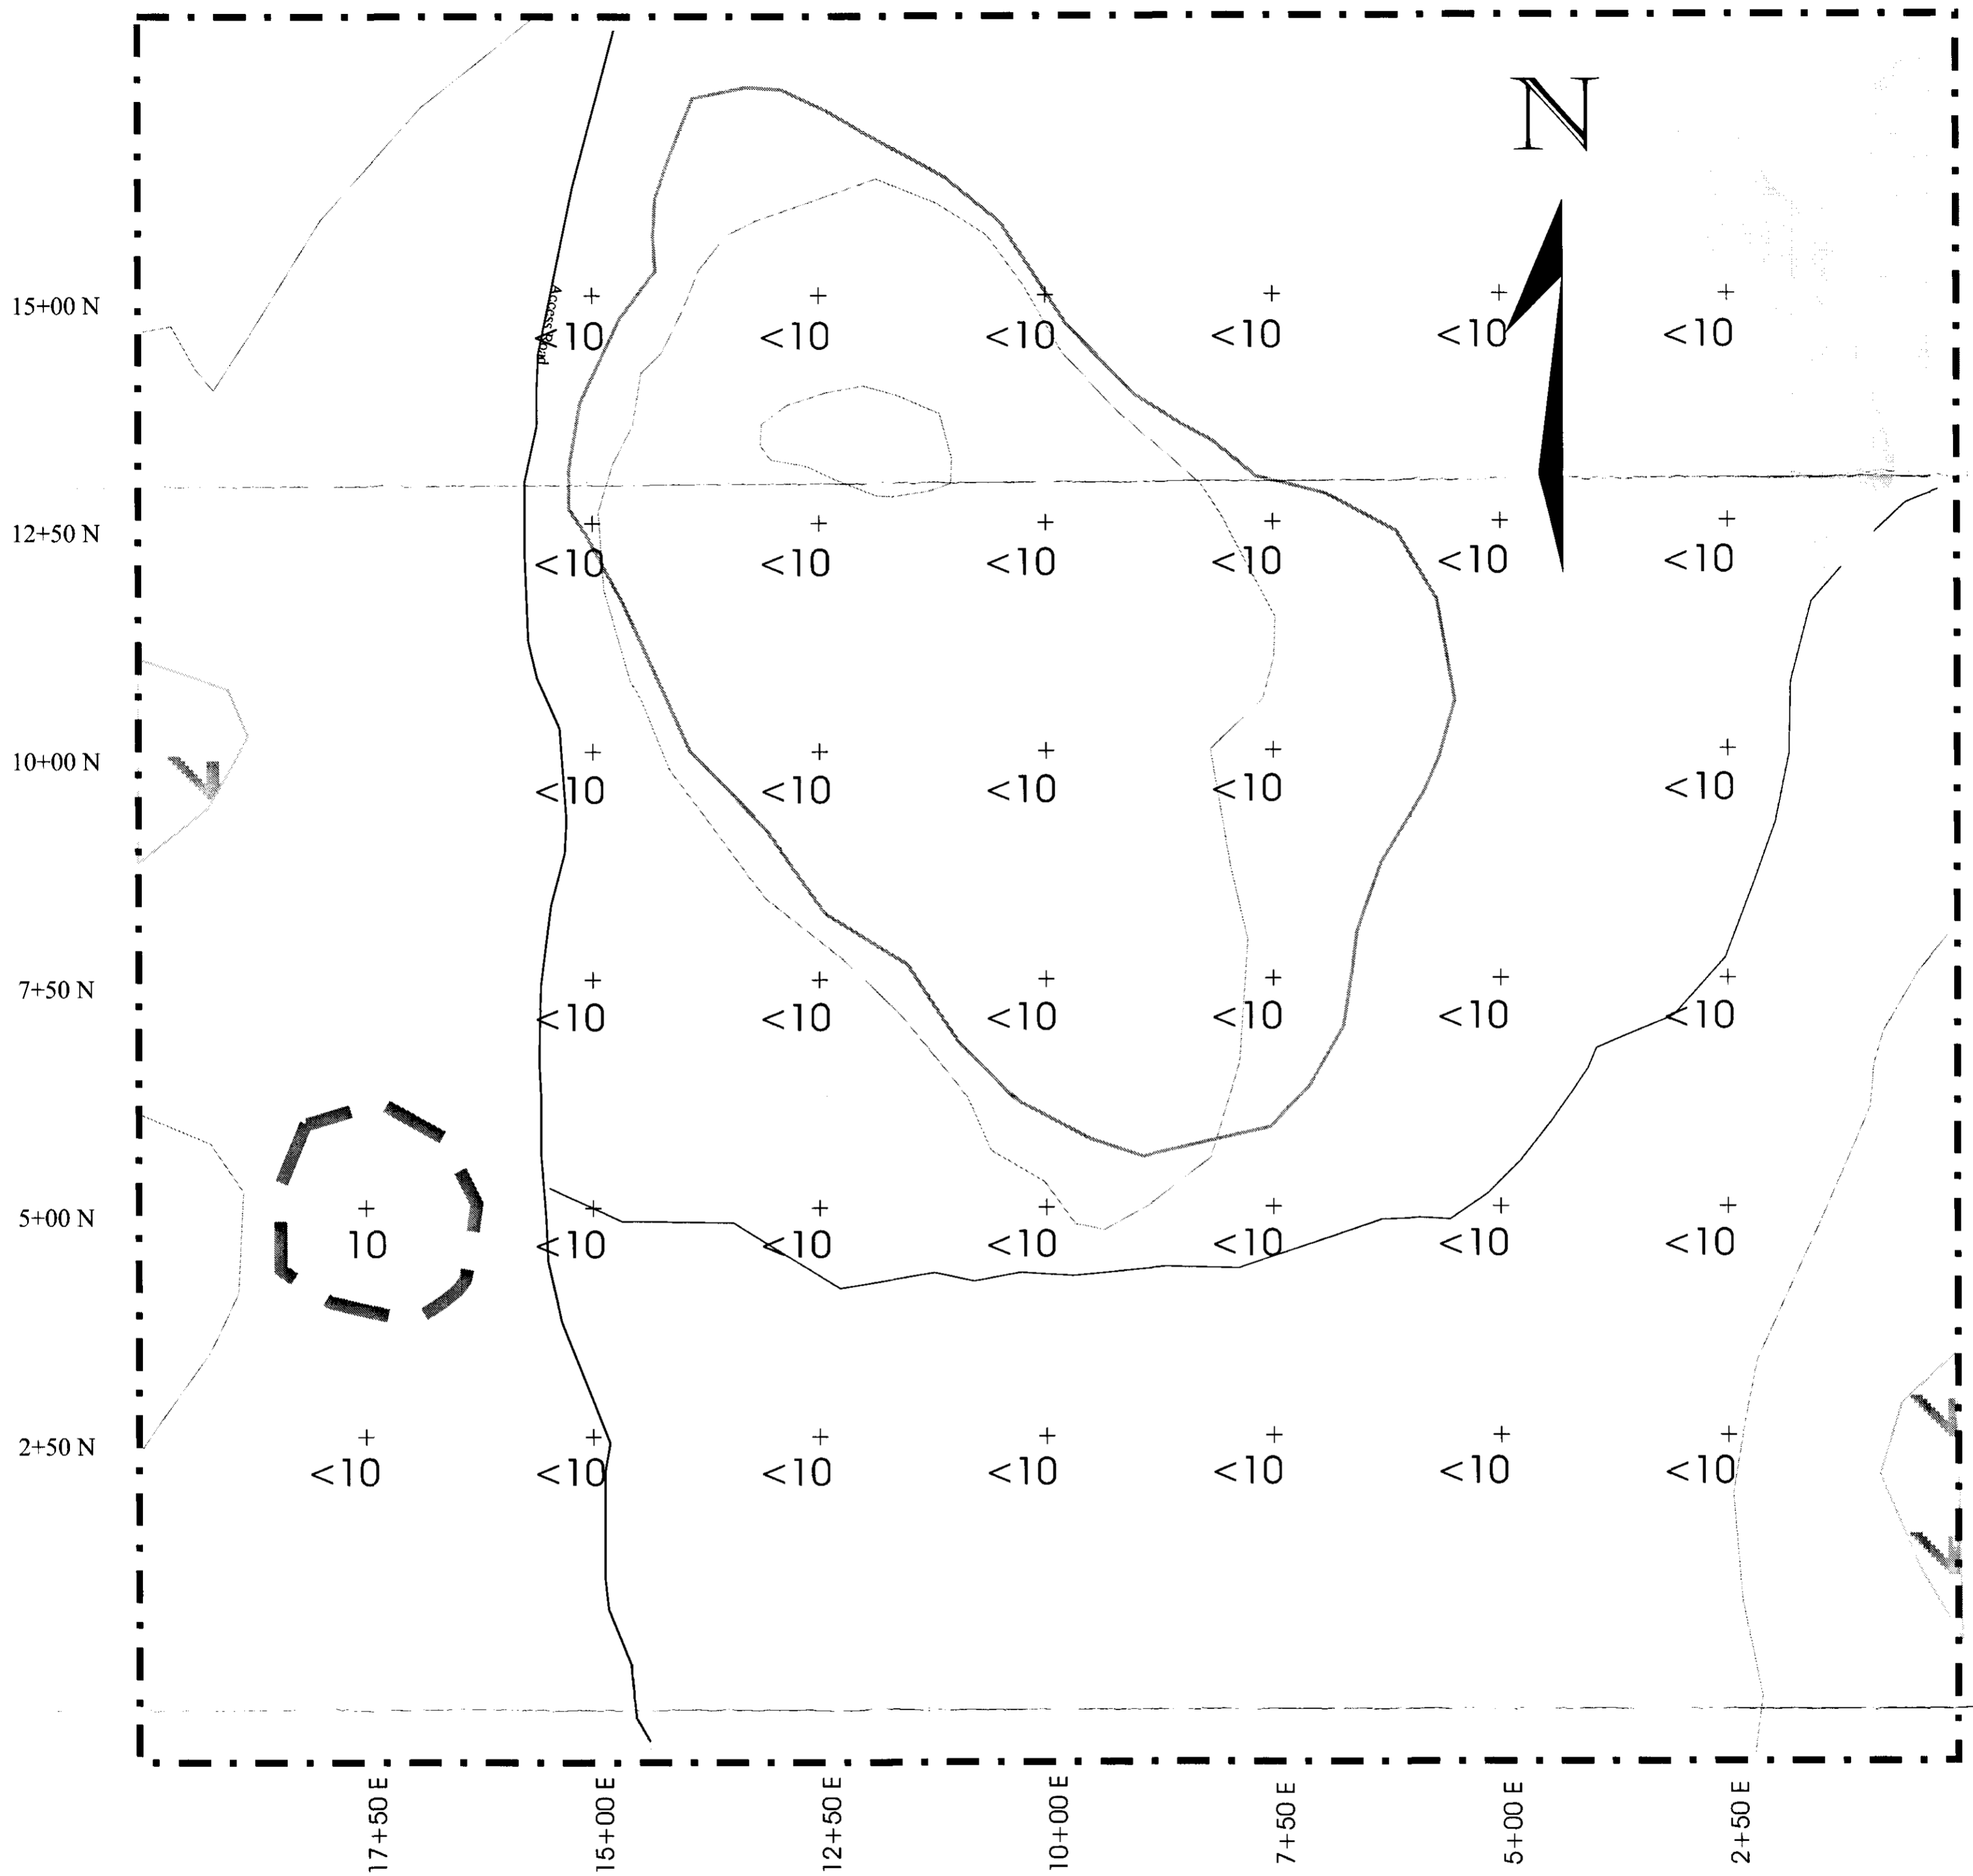 N
15+00 N
Access Road
<10 <10 <10 <10 <10 <10
12+50 N
<10 <10 <10 <10 <10 <10
10+00 N
<10 <10 <10 <10 <10
7+50 N
<10 <10 <10 <10 <10 <10
5+00 N
10 <10 <10 <10 <10 <10 <10
2+50 N
<10 <10 <10 <10 <10 <10 <10
17+50 E 15+00 E 12+50 E 10+00 E 7+50 E 5+00 E 2+50 E